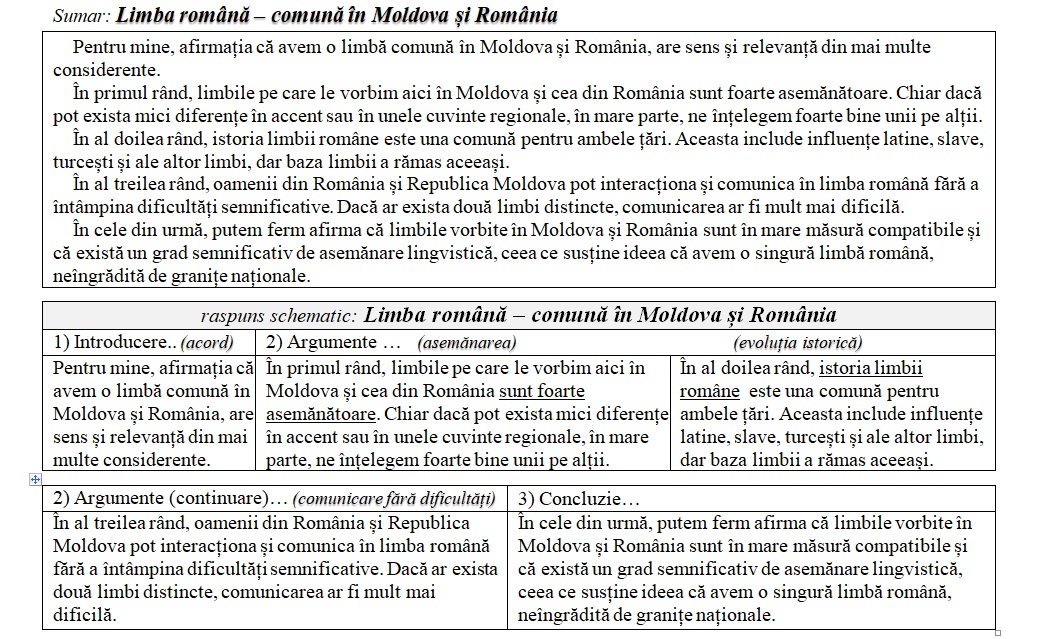 Sumar: Limba română – comună în Moldova și România
Pentru mine, afirmația că avem o limbă comună în Moldova și România, are sens și relevanță din mai multe
considerente.
În primul rând, limbile pe care le vorbim aici în Moldova și cea din România sunt foarte asemănătoare. Chiar dacă
pot exista mici diferențe în accent sau în unele cuvinte regionale, în mare parte, ne înțelegem foarte bine unii pe alții.
În al doilea rând, istoria limbii române este una comună pentru ambele țări. Aceasta include influențe latine, slave,
turcești și ale altor limbi, dar baza limbii a rămas aceeași.
În al treilea rând, oamenii din România și Republica Moldova pot interacționa și comunica în limba română fără a
întâmpina dificultăți semnificative. Dacă ar exista două limbi distincte, comunicarea ar fi mult mai dificilă.
În cele din urmă, putem ferm afirma că limbile vorbite în Moldova și România sunt în mare măsură compatibile și
că există un grad semnificativ de asemănare lingvistică, ceea ce susține ideea că avem o singură limbă română,
neîngrădită de granițe naționale.
raspuns schematic: Limba română – comună în Moldova și România
1) Introducere.. (acord)
2) Argumente … (asemănarea)
(evoluția istorică)
Pentru mine, afirmația că
avem o limbă comună în
Moldova și România, are
sens și relevanță din mai
multe considerente.
În primul rând, limbile pe care le vorbim aici în
Moldova și cea din România sunt foarte
asemănătoare. Chiar dacă pot exista mici diferențe
în accent sau în unele cuvinte regionale, în mare
parte, ne înțelegem foarte bine unii pe alții.
În al doilea rând, istoria limbii
române este una comună pentru
ambele țări. Aceasta include influențe
latine, slave, turcești și ale altor limbi,
dar baza limbii a rămas aceeași.
2) Argumente (continuare)… (comunicare fără dificultăți)
3) Concluzie…
În al treilea rând, oamenii din România și Republica
Moldova pot interacționa și comunica în limba română
fără a întâmpina dificultăți semnificative. Dacă ar exista
două limbi distincte, comunicarea ar fi mult mai
dificilă.
În cele din urmă, putem ferm afirma că limbile vorbite în
Moldova și România sunt în mare măsură compatibile și
că există un grad semnificativ de asemănare lingvistică,
ceea ce susține ideea că avem o singură limbă română,
neîngrădită de granițe naționale.